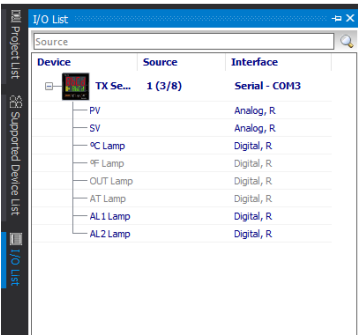 I/O List
Source
Device Source Interface
TX Se... 1 (3/8) Serial - COM3
PV Analog, R
SV Analog, R
ºC Lamp Digital, R
ºF Lamp Digital, R
OUT Lamp Digital, R
AT Lamp Digital, R
AL1 Lamp Digital, R
AL2 Lamp Digital, R
Project List
Supported Device List
I/O List